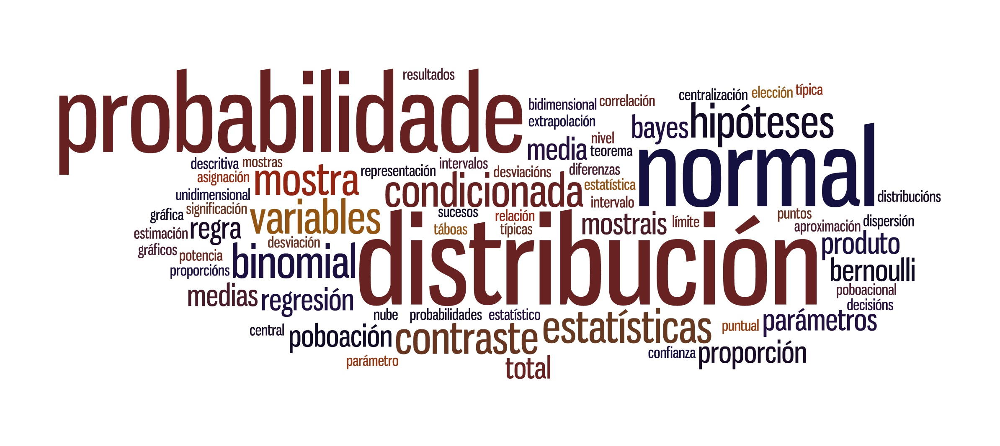 resultados
probabilidade
centralización elección típica
bidimensional correlación
extrapolación
bayes hipóteses
nivel
media teorema
normal
descritiva mostras
intervalos
asignación mostra representación
desviacións diferenzas
condicionada estatística
unidimensional
intervalo
distribucións
significación variables
gráfica
sucesos relación
mostrais límite
puntos
dispersión
aproximación
estimación regra
táboas típicas
desviación
distribución
produto
gráficos potencia
binomial
proporcións
bernoulli
poboacional
medias regresión
decisións
nube probabilidades estatístico
estatísticas puntual parámetros
central poboación contraste
confianza proporción
parámetro
total